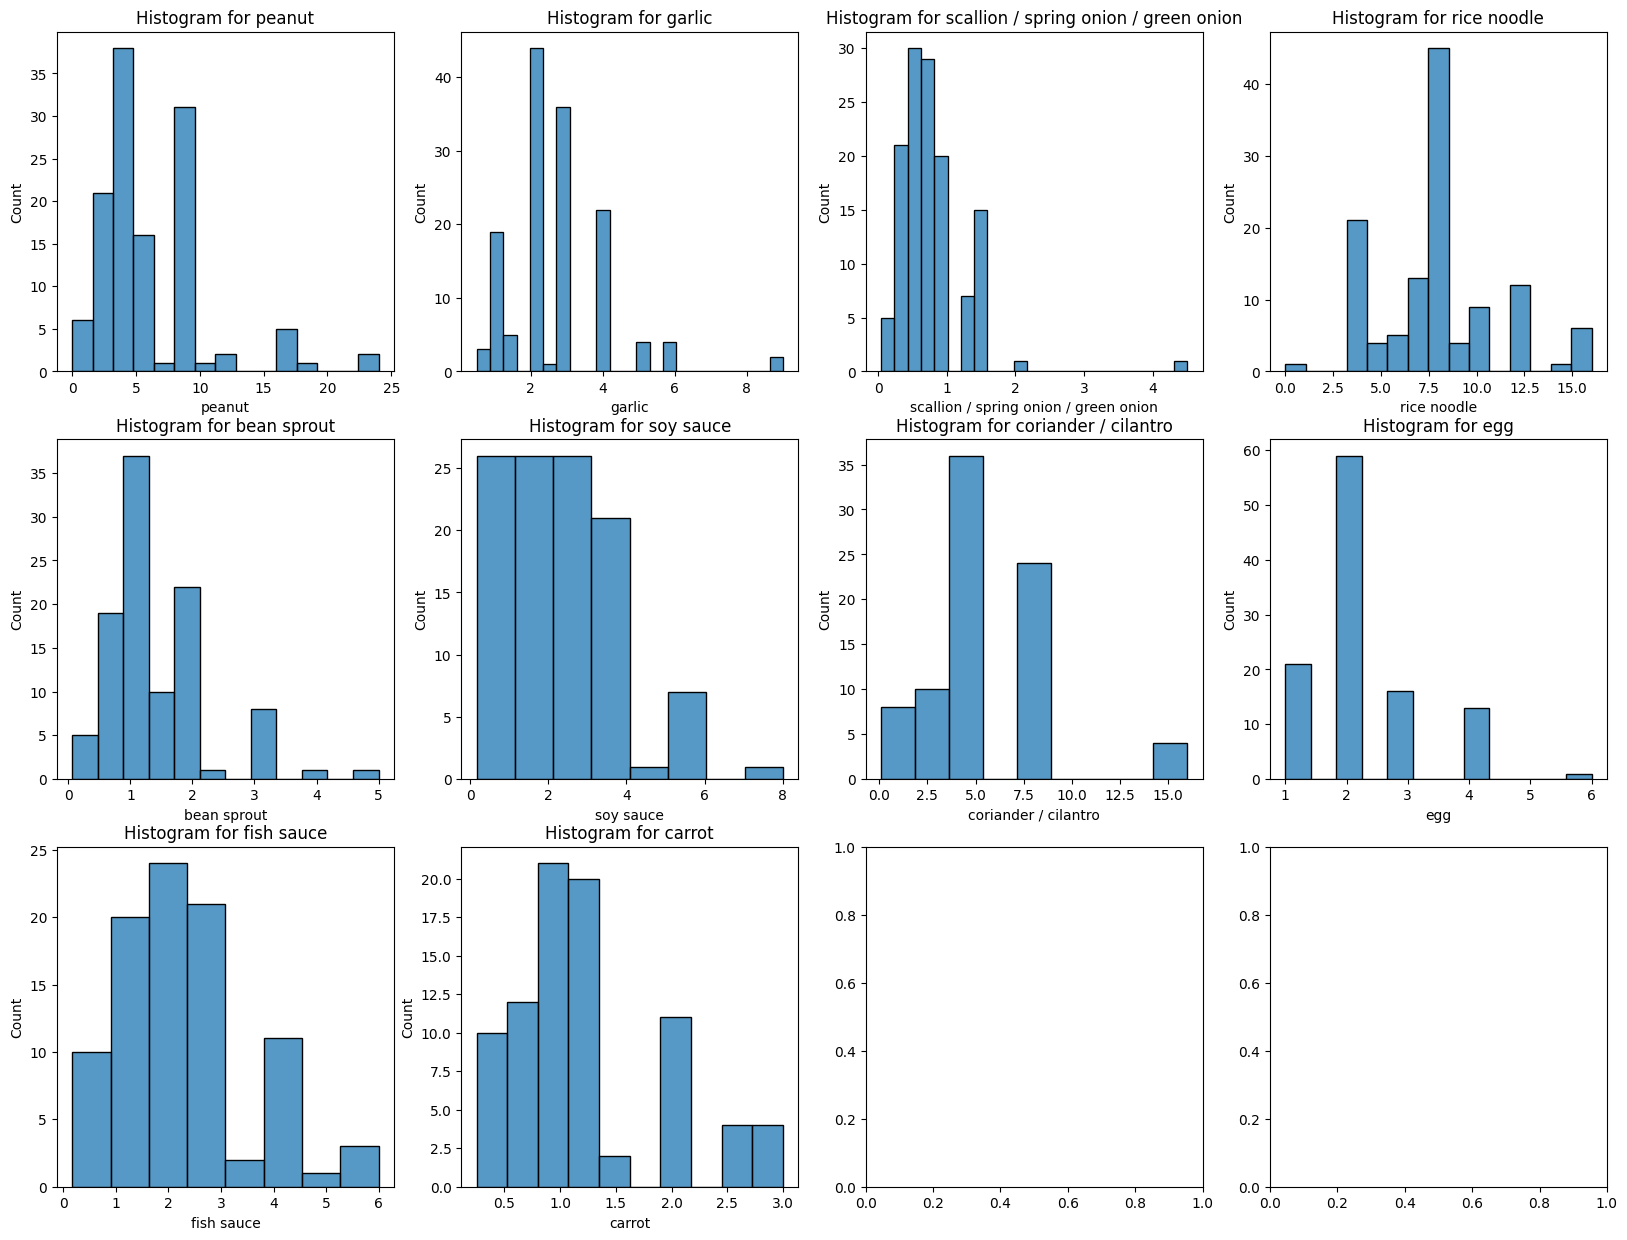 Histogram for peanut
35
30
25
20
15
10
5
0
Count
0 5 10 15 20 25
peanut
Histogram for garlic
40
30
20
10
0
Count
2 4 6 8
garlic
Histogram for scallion / spring onion / green onion
30
25
20
15
10
5
0
Count
0 1 2 3 4
scallion / spring onion / green onion
Histogram for rice noodle
40
30
20
10
0
Count
0.0 2.5 5.0 7.5 10.0 12.5 15.0
rice noodle
Histogram for bean sprout
35
30
25
20
15
10
5
0
Count
0 1 2 3 4 5
bean sprout
Histogram for soy sauce
25
20
15
10
5
0
Count
0 2 4 6 8
soy sauce
Histogram for coriander / cilantro
35
30
25
20
15
10
5
0
Count
0.0 2.5 5.0 7.5 10.0 12.5 15.0
coriander / cilantro
Histogram for egg
60
50
40
30
20
10
0
Count
1 2 3 4 5 6
egg
Histogram for fish sauce
25
20
15
10
5
0
Count
0 1 2 3 4 5 6
fish sauce
Histogram for carrot
20.0
17.5
15.0
12.5
10.0
7.5
5.0
2.5
0.0
Count
0.5 1.0 1.5 2.0 2.5 3.0
carrot
1.0
0.8
0.6
0.4
0.2
0.0
0.0 0.2 0.4 0.6 0.8 1.0
1.0
0.8
0.6
0.4
0.2
0.0
0.0 0.2 0.4 0.6 0.8 1.0